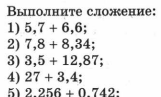 Выполните сложение:
1) 5,7 + 6,6;
2) 7,8 + 8,34;
3) 3,5 + 12,87;
4) 27 + 3,4;
5) 2,256 + 0,742;